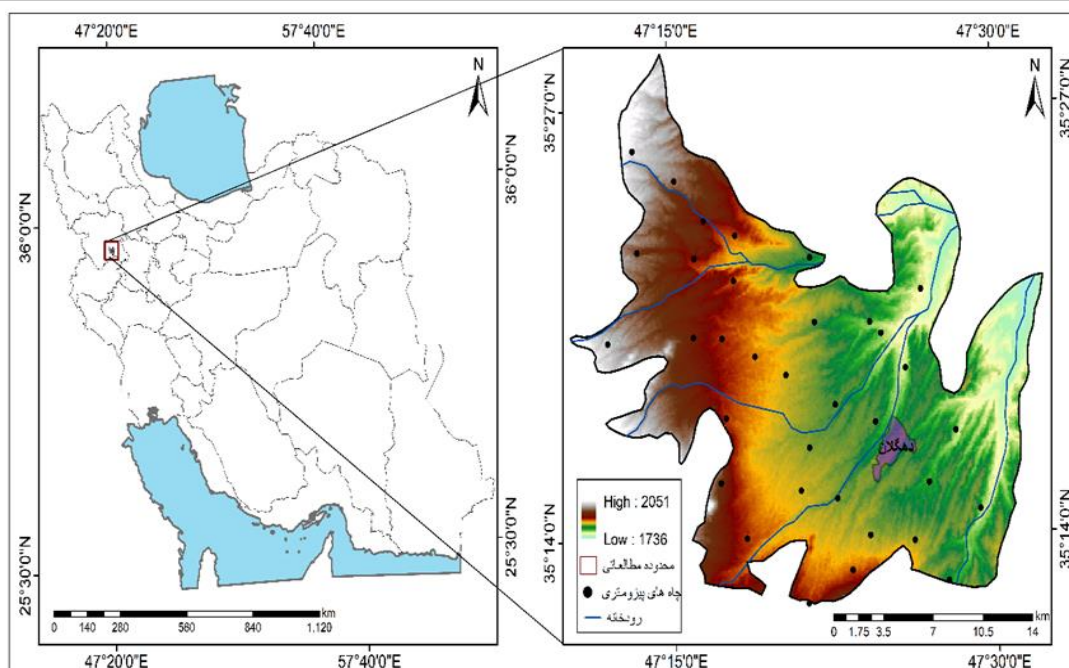 47°20'0"E
57°40'0"E
N
36°0'0"N
36°0'0"N
25°30'0"N
25°30'0"N
km
0 140 280 560 840 1.120
47°20'0"E
57°40'0"E
47°15'0"E
47°30'0"E
N
35°27'0"N
35°27'0"N
دهگلان
High : 2051
Low : 1736
محدوده مطالعاتی
چاه های پیزومتری
رودخانه
35°14'0"N
35°14'0"N
km
0 1.75 3.5 7 10.5 14
47°15'0"E
47°30'0"E